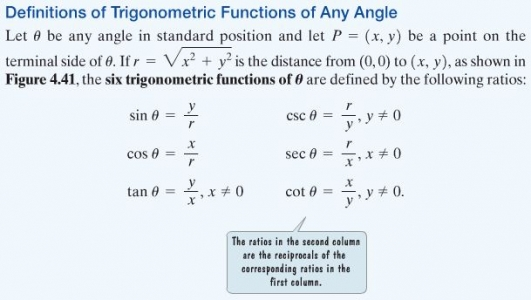 Definitions of Trigonometric Functions of Any Angle
Let θ be any angle in standard position and let P = (x, y) be a point on the
terminal side of θ. If r = √x² + y² is the distance from (0, 0) to (x, y), as shown in
Figure 4.41, the six trigonometric functions of θ are defined by the following ratios:
sin θ = y/r
csc θ = r/y, y ≠ 0
cos θ = x/r
sec θ = r/x, x ≠ 0
tan θ = y/x, x ≠ 0
cot θ = x/y, y ≠ 0.
The ratios in the second column
are the reciprocals of the
corresponding ratios in the
first column.